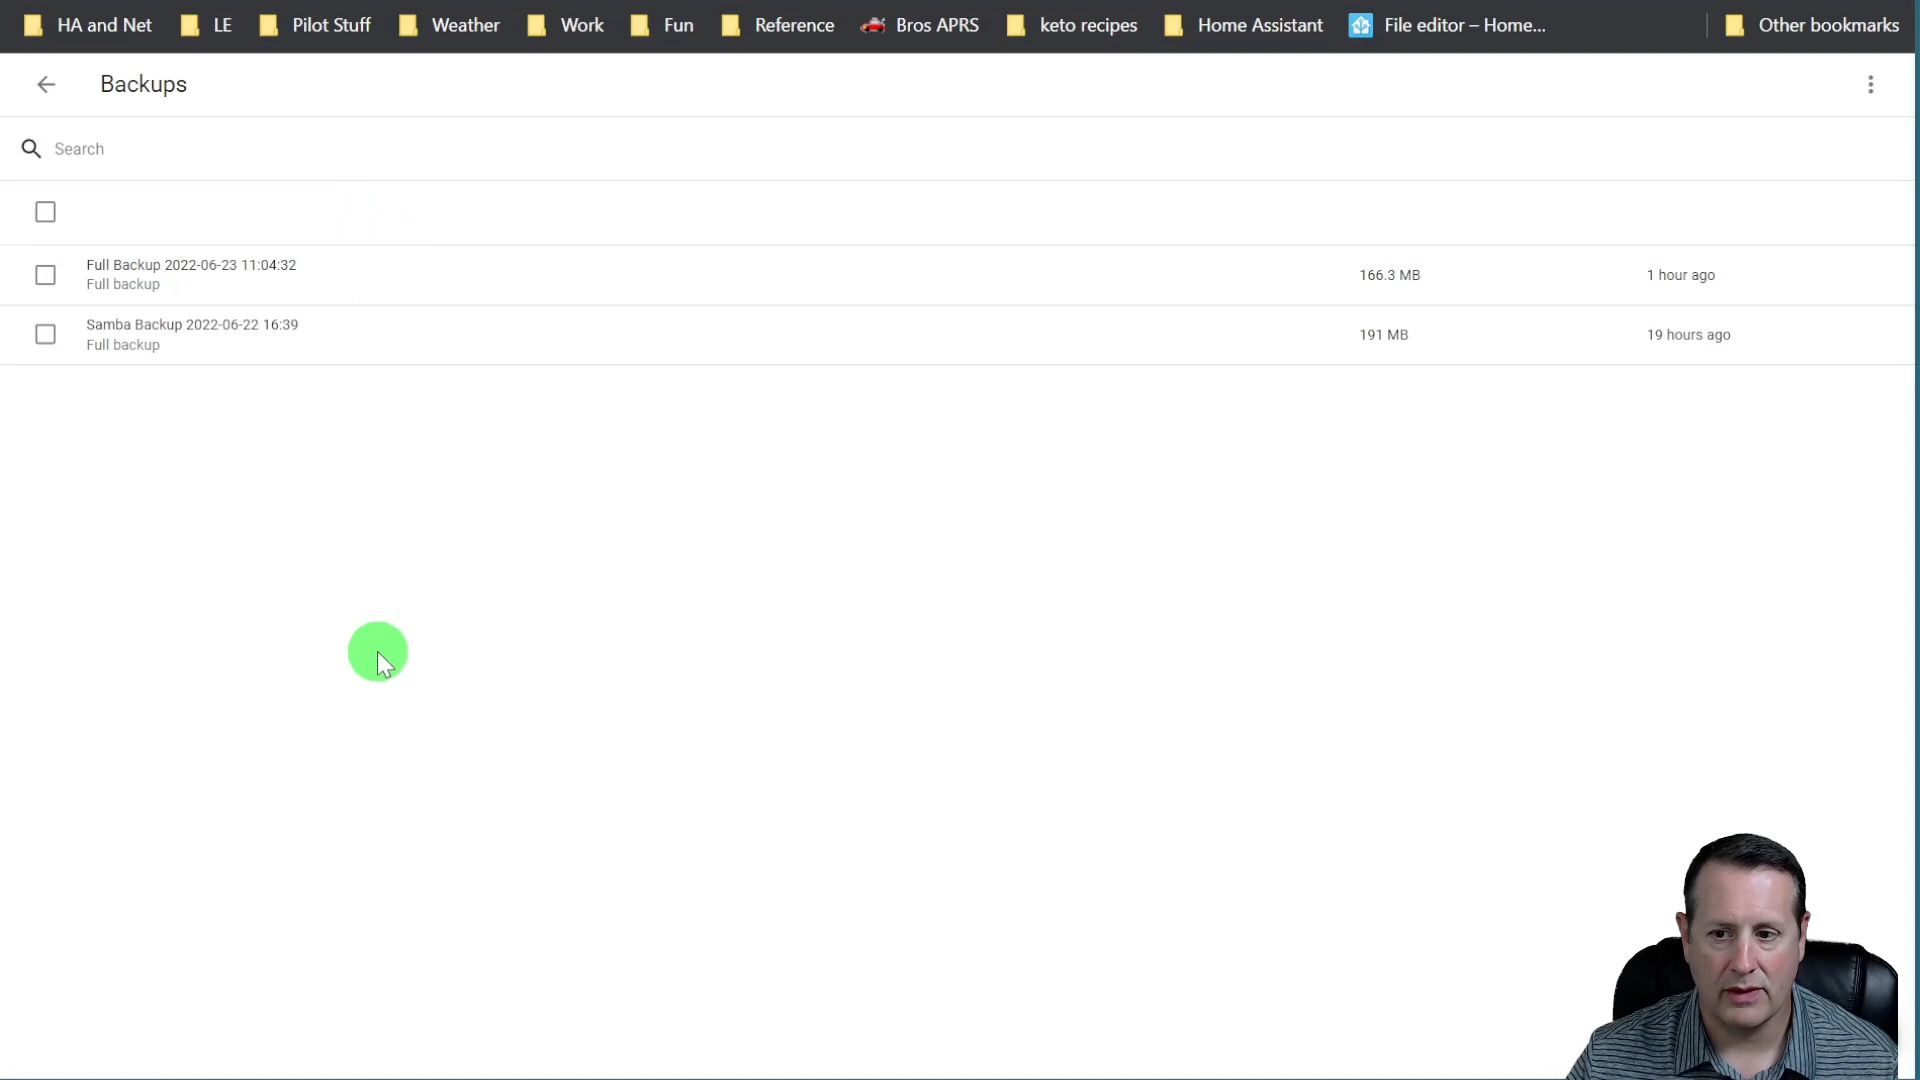 HA and Net LE Pilot Stuff Weather Work Fun Reference Bros APRS keto recipes Home Assistant File editor – Home... Other bookmarks
Backups
Search
Full Backup 2022-06-23 11:04:32
Full backup
166.3 MB
1 hour ago
Samba Backup 2022-06-22 16:39
Full backup
191 MB
19 hours ago